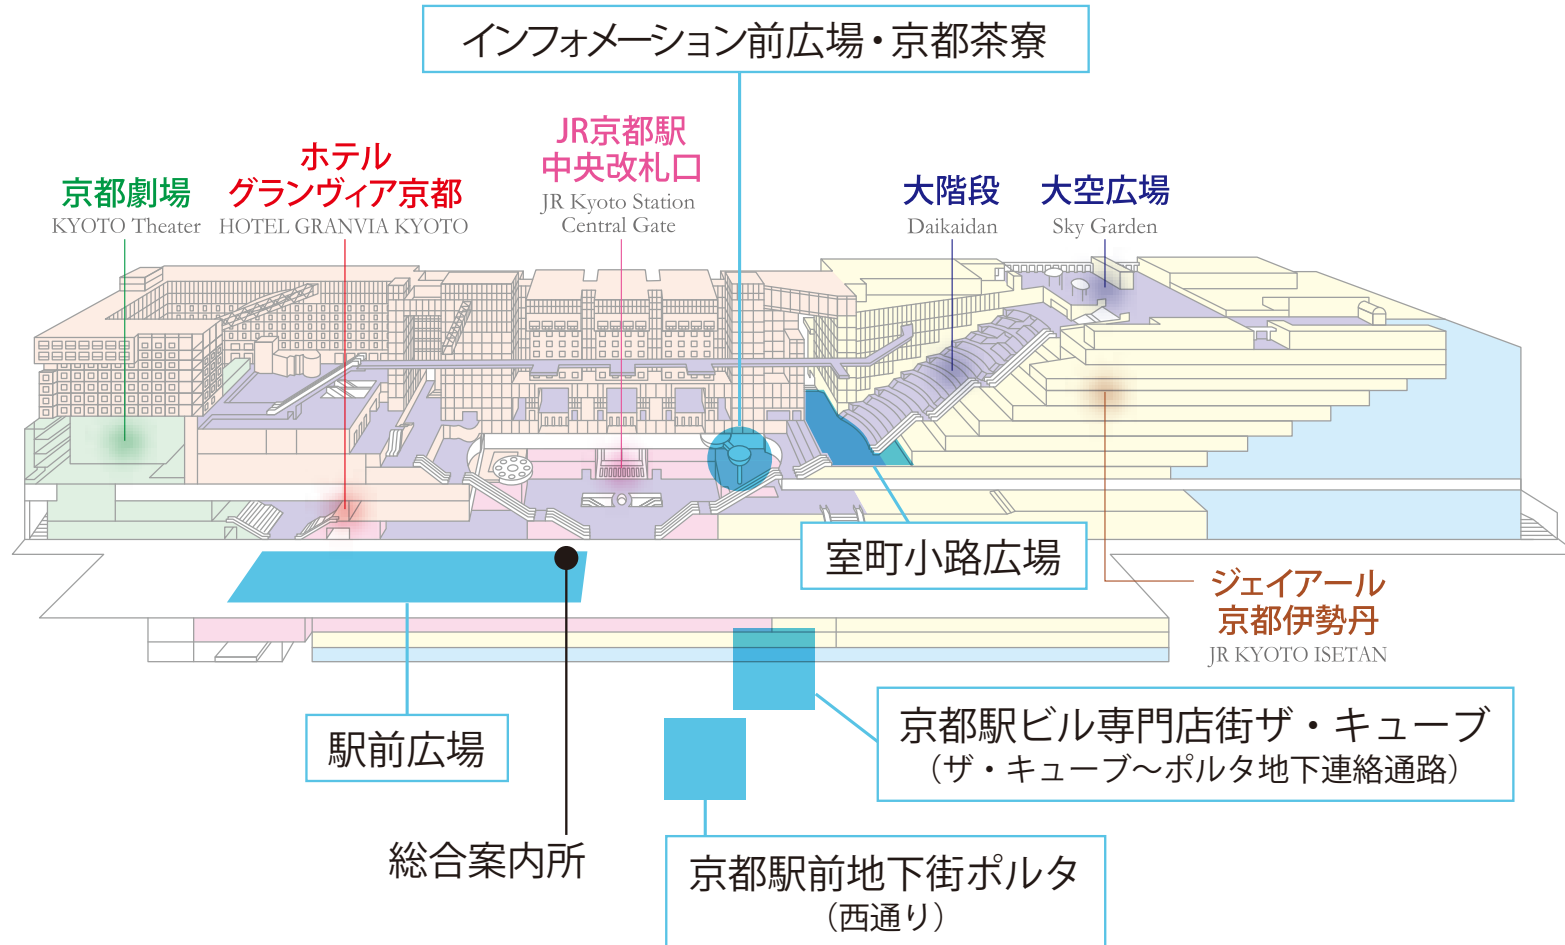 インフォメーション前広場・京都茶寮
JR京都駅
中央改札口
JR Kyoto Station
Central Gate
ホテル
グランヴィア京都
HOTEL GRANVIA KYOTO
京都劇場
KYOTO Theater
大階段
Daikaidan
大空広場
Sky Garden
室町小路広場
ジェイアール
京都伊勢丹
JR KYOTO ISETAN
駅前広場
京都駅ビル専門店街ザ・キューブ
（ザ・キューブ～ポルタ地下連絡通路）
総合案内所
京都駅前地下街ポルタ
（西通り）